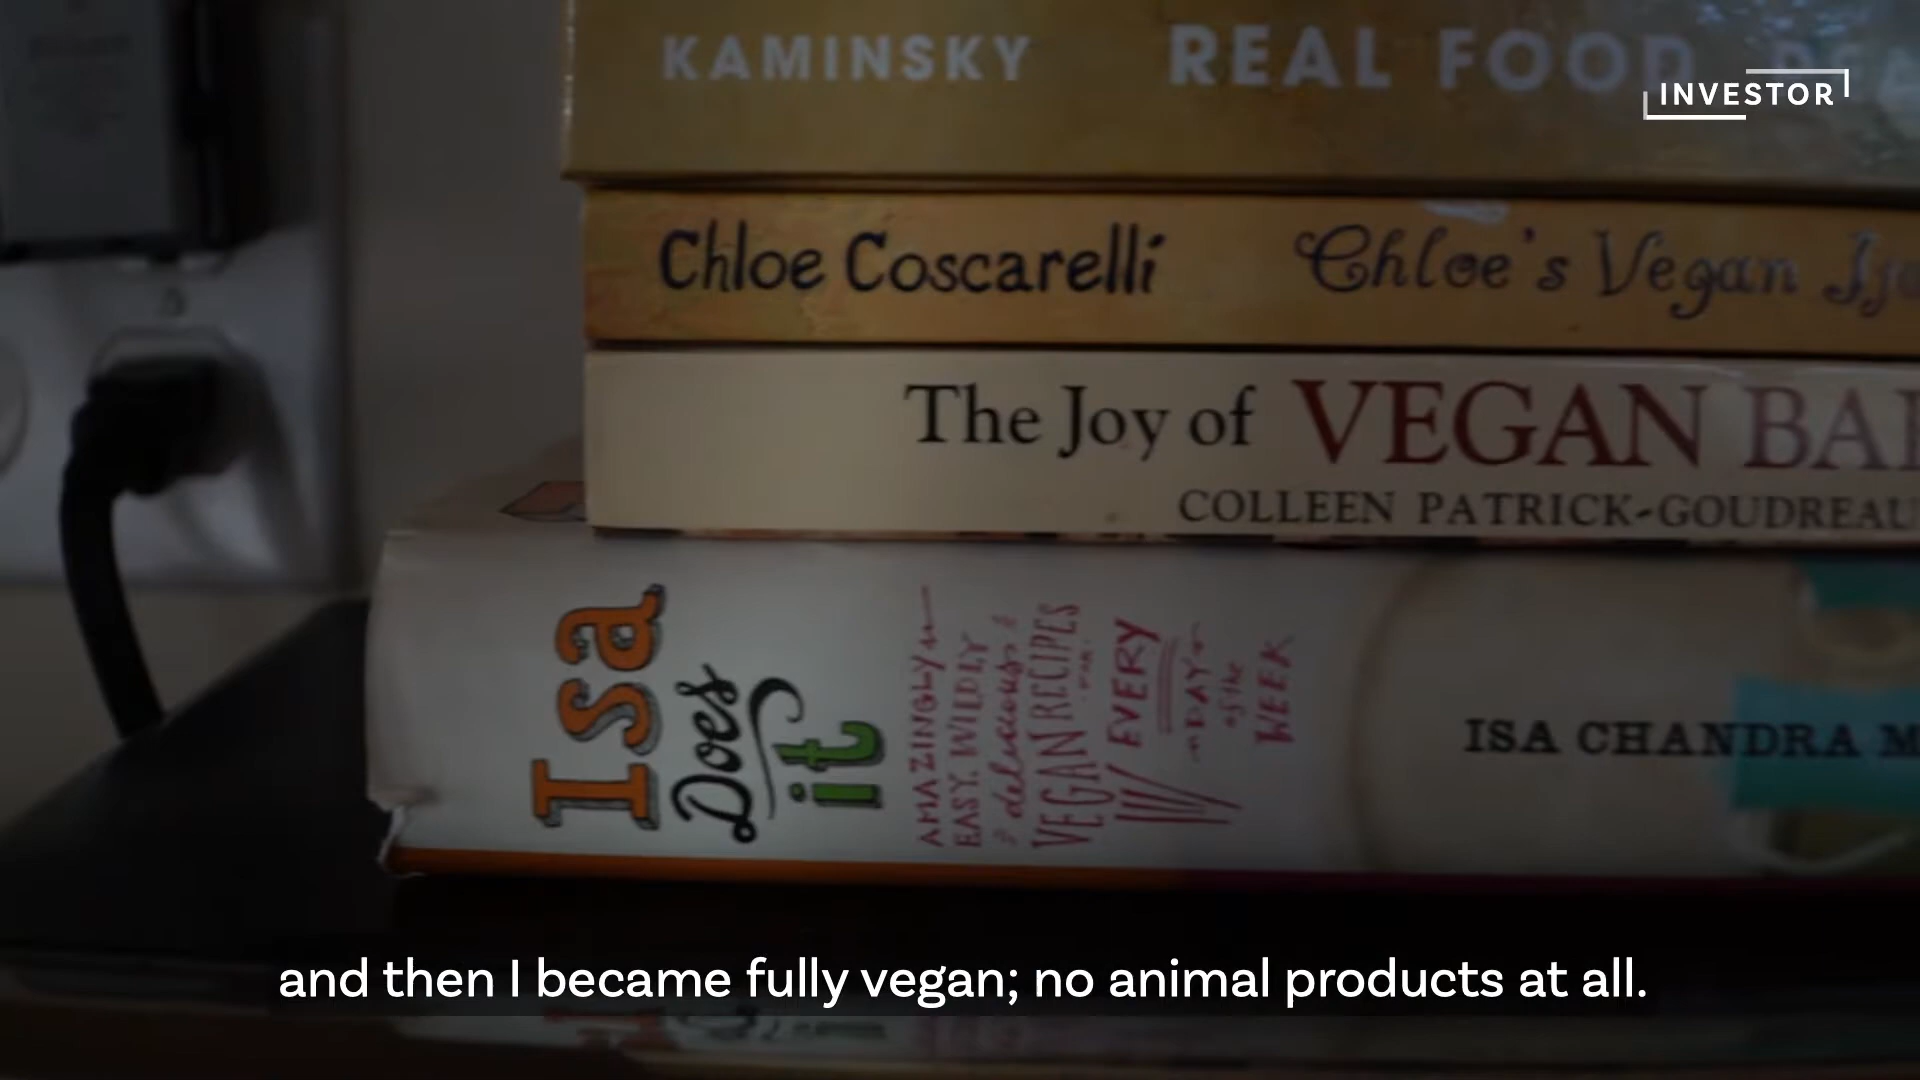 KAMINSKY REAL FOOD
INVESTOR
Chloe Coscarelli Chloe's Vegan
The Joy of VEGAN
COLLEEN PATRICK-GOUDREAU
Isa
Does
it
AMAZINGLY
EASY, WILDLY
delicious
VEGAN RECIPES
EVERY
DAY
of the
WEEK
ISA CHANDRA
and then I became fully vegan; no animal products at all.